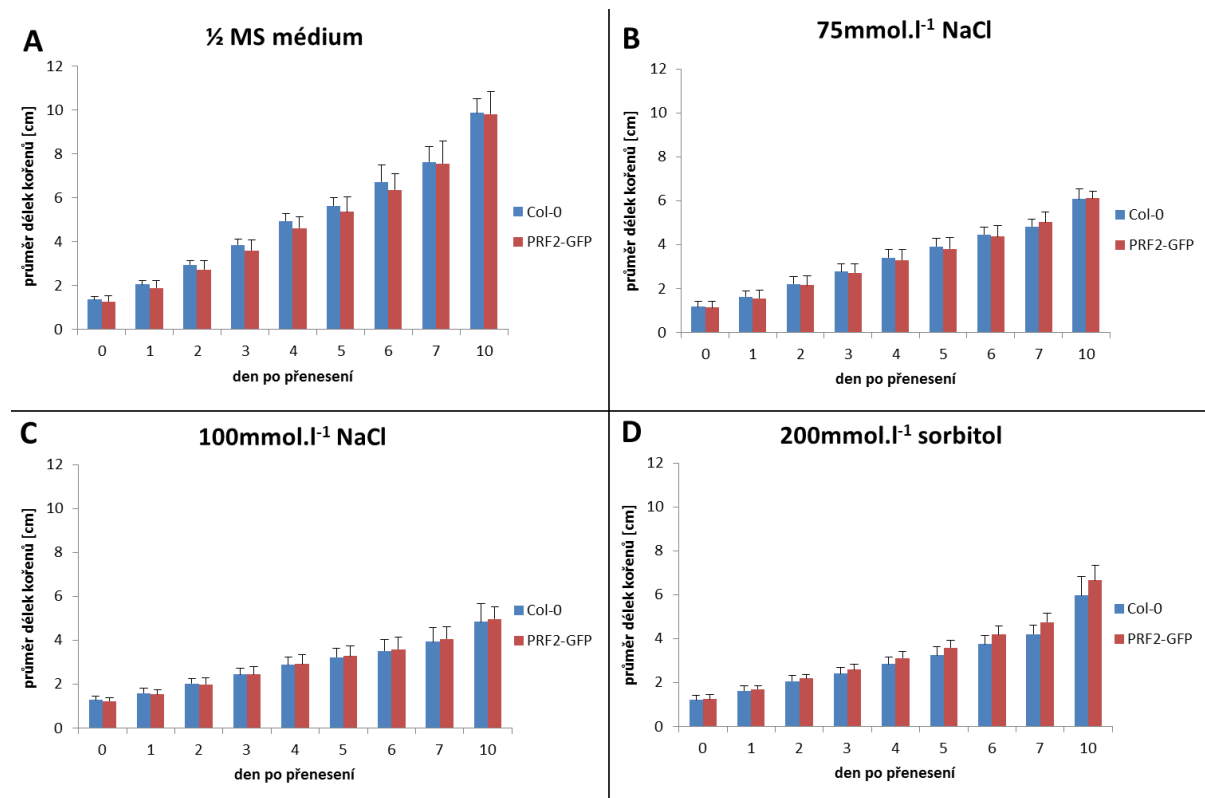 A
½ MS médium
průměr délek kořenů [cm]
12
10
8
6
4
2
0
0 1 2 3 4 5 6 7 10
den po přenesení
Col-0
PRF2-GFP
B
75mmol.l⁻¹ NaCl
průměr délek kořenů [cm]
12
10
8
6
4
2
0
0 1 2 3 4 5 6 7 10
den po přenesení
Col-0
PRF2-GFP
C
100mmol.l⁻¹ NaCl
průměr délek kořenů [cm]
12
10
8
6
4
2
0
0 1 2 3 4 5 6 7 10
den po přenesení
Col-0
PRF2-GFP
D
200mmol.l⁻¹ sorbitol
průměr délek kořenů [cm]
12
10
8
6
4
2
0
0 1 2 3 4 5 6 7 10
den po přenesení
Col-0
PRF2-GFP